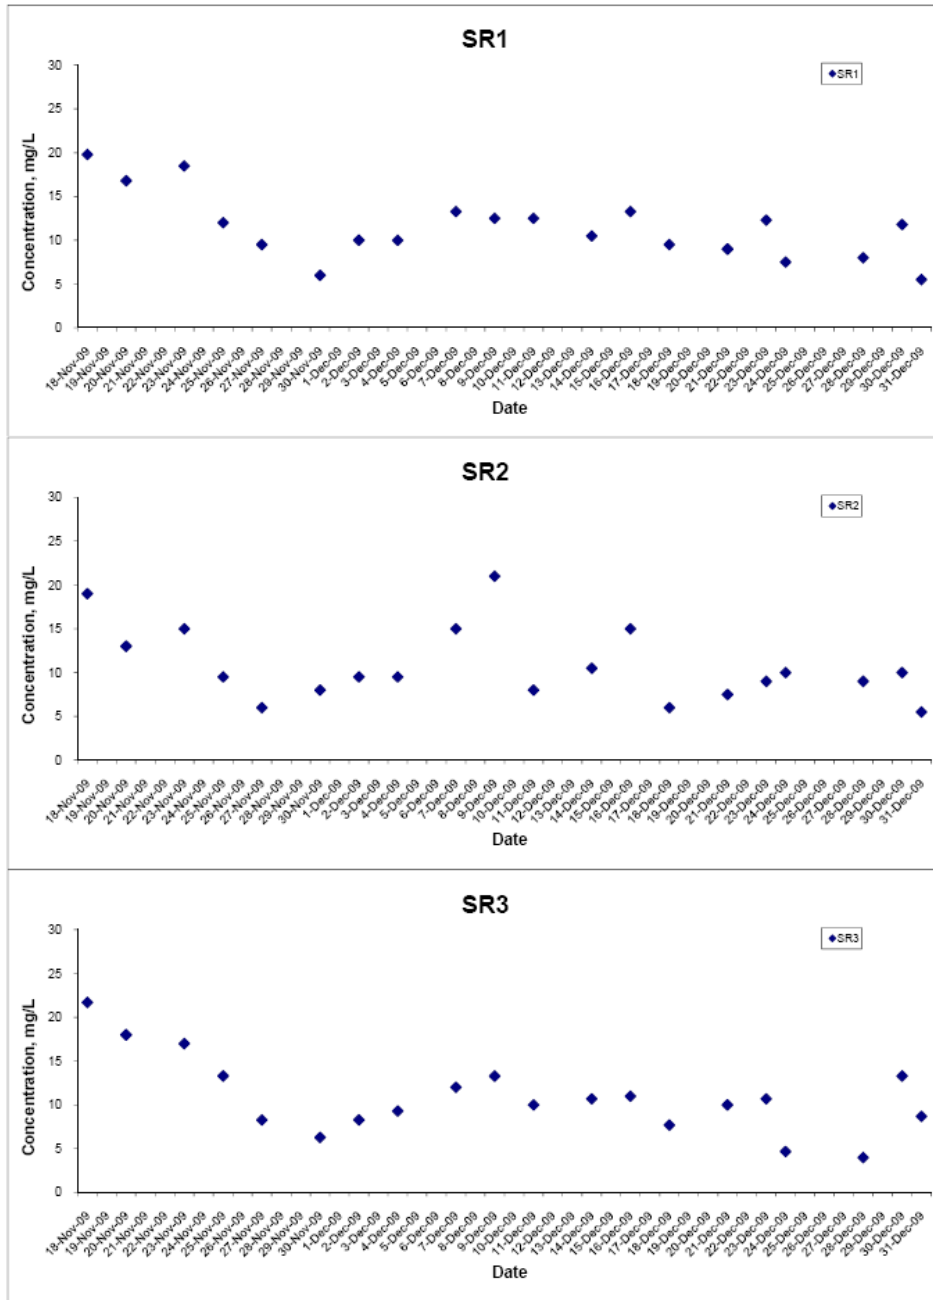 SR1
SR1
Concentration, mg/L
30
25
20
15
10
5
0
18-Nov-09 19-Nov-09 20-Nov-09 21-Nov-09 22-Nov-09 23-Nov-09 24-Nov-09 25-Nov-09 26-Nov-09 27-Nov-09 28-Nov-09 29-Nov-09 30-Nov-09 1-Dec-09 2-Dec-09 3-Dec-09 4-Dec-09 5-Dec-09 6-Dec-09 7-Dec-09 8-Dec-09 9-Dec-09 10-Dec-09 11-Dec-09 12-Dec-09 13-Dec-09 14-Dec-09 15-Dec-09 16-Dec-09 17-Dec-09 18-Dec-09 19-Dec-09 20-Dec-09 21-Dec-09 22-Dec-09 23-Dec-09 24-Dec-09 25-Dec-09 26-Dec-09 27-Dec-09 28-Dec-09 29-Dec-09 30-Dec-09 31-Dec-09
Date
SR2
SR2
Concentration, mg/L
30
25
20
15
10
5
0
18-Nov-09 19-Nov-09 20-Nov-09 21-Nov-09 22-Nov-09 23-Nov-09 24-Nov-09 25-Nov-09 26-Nov-09 27-Nov-09 28-Nov-09 29-Nov-09 30-Nov-09 1-Dec-09 2-Dec-09 3-Dec-09 4-Dec-09 5-Dec-09 6-Dec-09 7-Dec-09 8-Dec-09 9-Dec-09 10-Dec-09 11-Dec-09 12-Dec-09 13-Dec-09 14-Dec-09 15-Dec-09 16-Dec-09 17-Dec-09 18-Dec-09 19-Dec-09 20-Dec-09 21-Dec-09 22-Dec-09 23-Dec-09 24-Dec-09 25-Dec-09 26-Dec-09 27-Dec-09 28-Dec-09 29-Dec-09 30-Dec-09 31-Dec-09
Date
SR3
SR3
Concentration, mg/L
30
25
20
15
10
5
0
18-Nov-09 19-Nov-09 20-Nov-09 21-Nov-09 22-Nov-09 23-Nov-09 24-Nov-09 25-Nov-09 26-Nov-09 27-Nov-09 28-Nov-09 29-Nov-09 30-Nov-09 1-Dec-09 2-Dec-09 3-Dec-09 4-Dec-09 5-Dec-09 6-Dec-09 7-Dec-09 8-Dec-09 9-Dec-09 10-Dec-09 11-Dec-09 12-Dec-09 13-Dec-09 14-Dec-09 15-Dec-09 16-Dec-09 17-Dec-09 18-Dec-09 19-Dec-09 20-Dec-09 21-Dec-09 22-Dec-09 23-Dec-09 24-Dec-09 25-Dec-09 26-Dec-09 27-Dec-09 28-Dec-09 29-Dec-09 30-Dec-09 31-Dec-09
Date